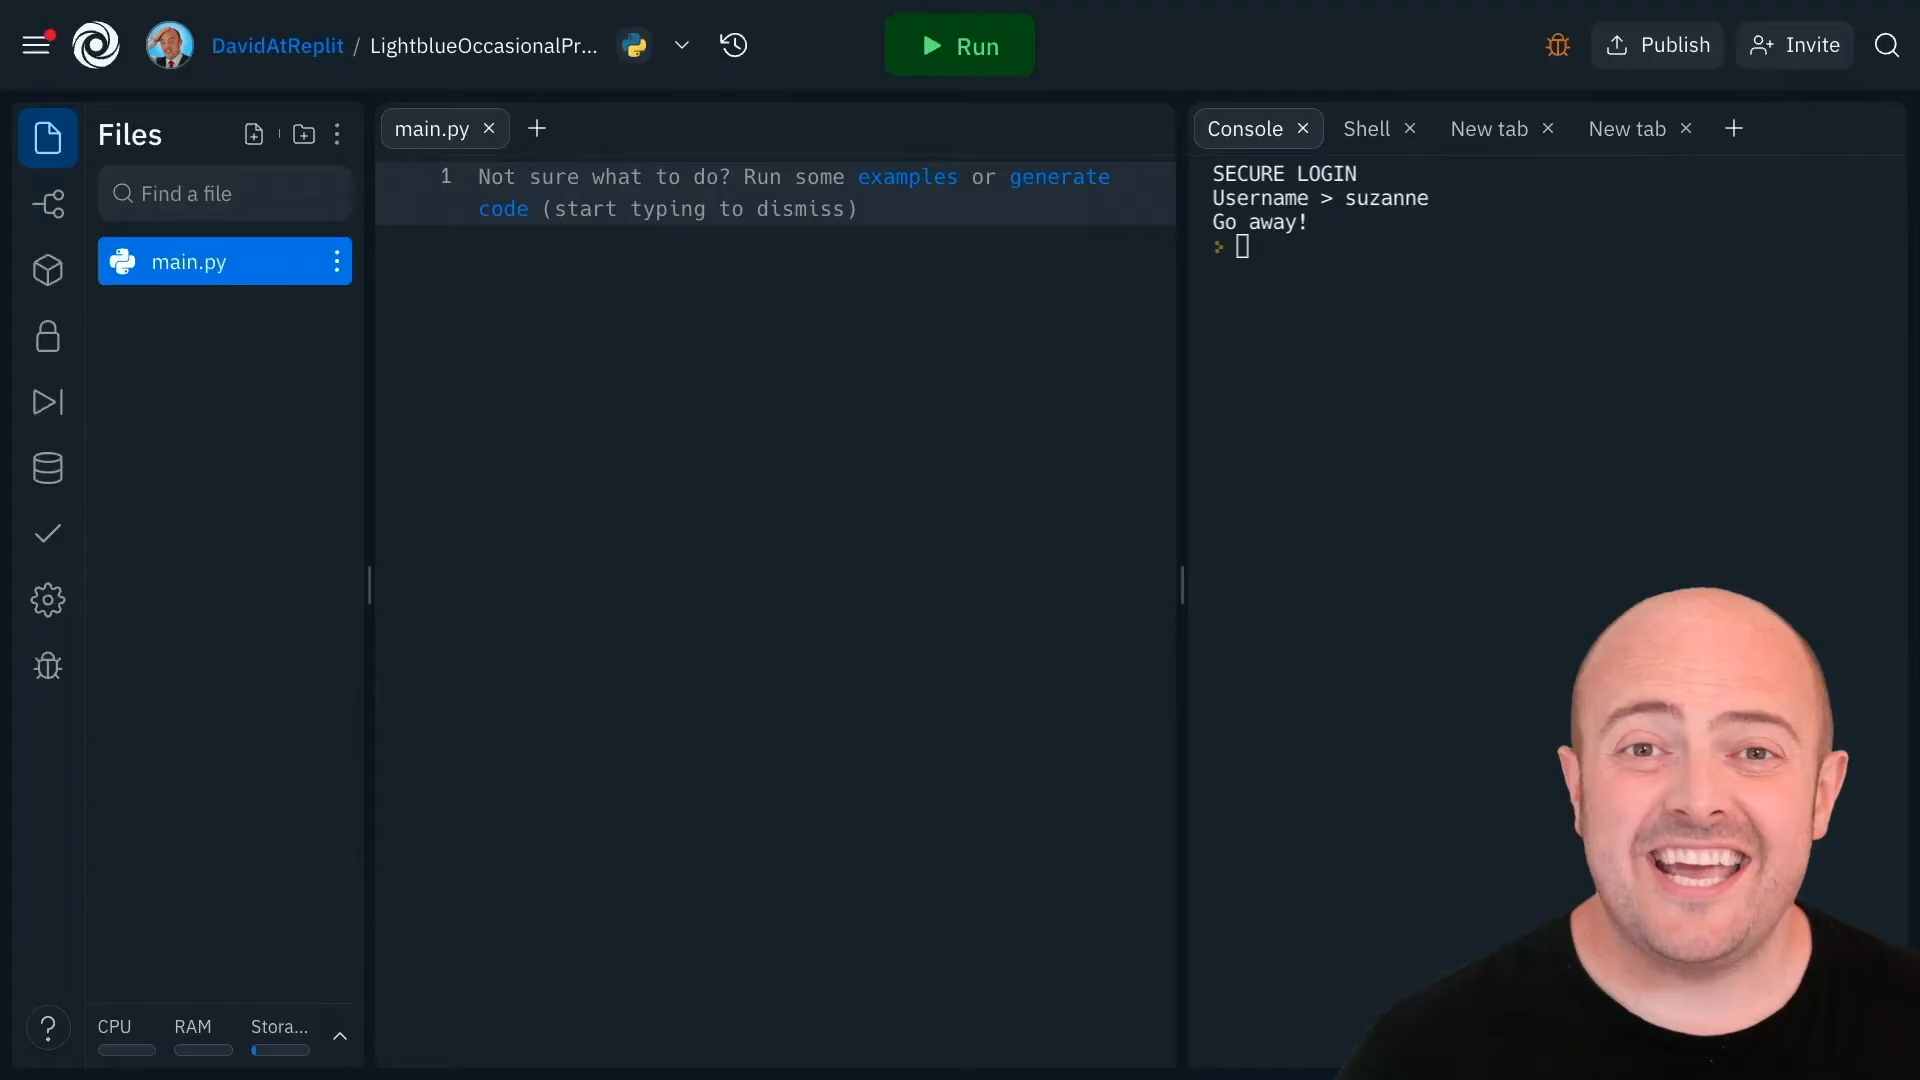 DavidAtReplit / LightblueOccasionalPr...
Run
Publish
Invite
Files
Find a file
main.py
main.py
1 Not sure what to do? Run some examples or generate
code (start typing to dismiss)
Console
Shell
New tab
New tab
SECURE LOGIN
Username > suzanne
Go away!
CPU
RAM
Stora...